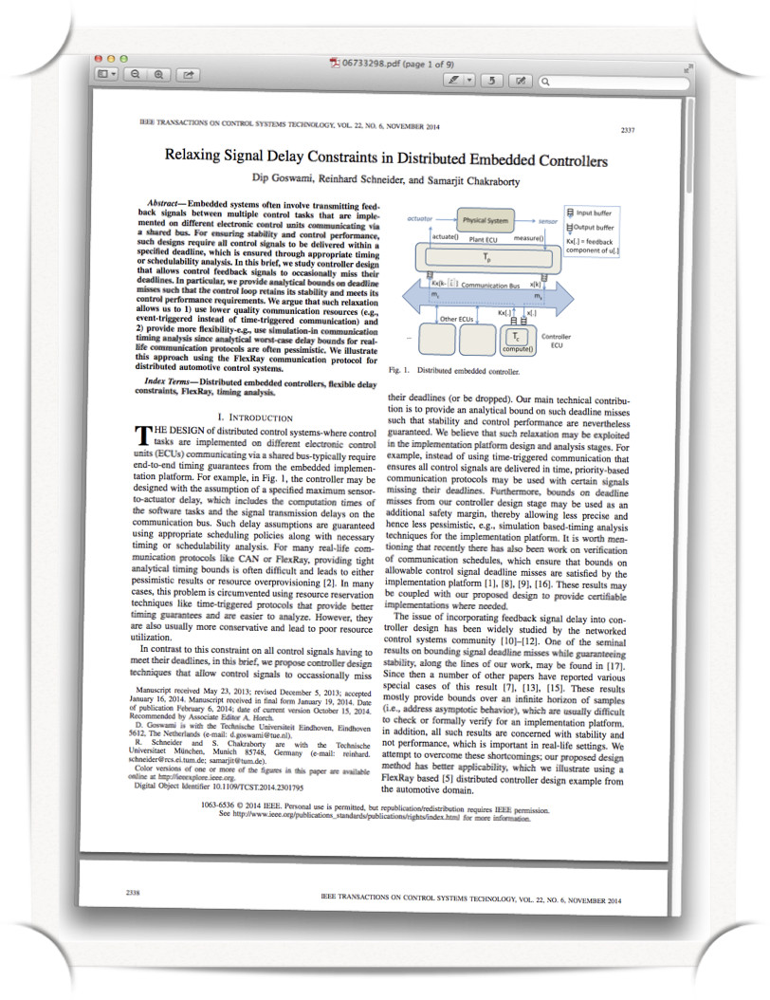 06733298.pdf (page 1 of 9)
IEEE TRANSACTIONS ON CONTROL SYSTEMS TECHNOLOGY, VOL. 22, NO. 6, NOVEMBER 2014
2337
Relaxing Signal Delay Constraints in Distributed Embedded Controllers
Dip Goswami, Reinhard Schneider, and Samarjit Chakraborty
Abstract—Embedded systems often involve transmitting feed-
back signals between multiple control tasks that are imple-
mented on different electronic control units communicating via
a shared bus. For ensuring stability and control performance,
such designs require all control signals to be delivered within a
specified deadline, which is ensured through appropriate timing
or schedulability analysis. In this brief, we study controller design
that allows control feedback signals to occasionally miss their
deadlines. In particular, we provide analytical bounds on deadline
misses such that the control loop retains its stability and meets its
control performance requirements. We argue that such relaxation
allows us to 1) use lower quality communication resources (e.g.,
event-triggered instead of time-triggered communication) and
2) provide more flexibility-e.g., use simulation-in communication
timing analysis since analytical worst-case delay bounds for real-
life communication protocols are often pessimistic. We illustrate
this approach using the FlexRay communication protocol for
distributed automotive control systems.
Index Terms—Distributed embedded controllers, flexible delay
constraints, FlexRay, timing analysis.
I. INTRODUCTION
THE DESIGN of distributed control systems-where control
tasks are implemented on different electronic control
units (ECUs) communicating via a shared bus-typically require
end-to-end timing guarantees from the embedded implemen-
tation platform. For example, in Fig. 1, the controller may be
designed with the assumption of a specified maximum sensor-
to-actuator delay, which includes the computation times of
the software tasks and the signal transmission delays on the
communication bus. Such delay assumptions are guaranteed
using appropriate scheduling policies along with necessary
timing or schedulability analysis. For many real-life com-
munication protocols like CAN or FlexRay, providing tight
analytical timing bounds is often difficult and leads to either
pessimistic results or resource overprovisioning [2]. In many
cases, this problem is circumvented using resource reservation
techniques like time-triggered protocols that provide better
timing guarantees and are easier to analyze. However, they
are also usually more conservative and lead to poor resource
utilization.
In contrast to this constraint on all control signals having to
meet their deadlines, in this brief, we propose controller design
techniques that allow control signals to occassionally miss
Manuscript received May 23, 2013; revised December 5, 2013; accepted
January 16, 2014. Manuscript received in final form January 19, 2014. Date
of publication February 6, 2014; date of current version October 15, 2014.
Recommended by Associate Editor A. Horch.
D. Goswami is with the Technische Universiteit Eindhoven, Eindhoven
5612, The Netherlands (e-mail: d.goswami@tue.nl).
R. Schneider and S. Chakraborty are with the Technische
Universitaet München, Munich 85748, Germany (e-mail: reinhard.
schneider@rcs.ei.tum.de; samarjit@tum.de).
Color versions of one or more of the figures in this paper are available
online at http://ieeexplore.ieee.org.
Digital Object Identifier 10.1109/TCST.2014.2301795
actuator
Physical System
sensor
actuate()
Plant ECU
measure()
Tp
Input buffer
Output buffer
Kx[.] = feedback
component of u[.]
Communication Bus
x[k]
mc
ms
Kx[.]
x[.]
Other ECUs
...
Tc
compute()
Controller
ECU
Fig. 1. Distributed embedded controller.
their deadlines (or be dropped). Our main technical contribu-
tion is to provide an analytical bound on such deadline misses
such that stability and control performance are nevertheless
guaranteed. We believe that such relaxation may be exploited
in the implementation platform design and analysis stages. For
example, instead of using time-triggered communication that
ensures all control signals are delivered in time, priority-based
communication protocols may be used with certain signals
missing their deadlines. Furthermore, bounds on deadline
misses from our controller design stage may be used as an
additional safety margin, thereby allowing less precise and
hence less pessimistic, e.g., simulation based-timing analysis
techniques for the implementation platform. It is worth men-
tioning that recently there has also been work on verification
of communication schedules, which ensure that bounds on
allowable control signal deadline misses are satisfied by the
implementation platform [1], [8], [9], [16]. These results may
be coupled with our proposed design to provide certifiable
implementations where needed.
The issue of incorporating feedback signal delay into con-
troller design has been widely studied by the networked
control systems community [10]–[12]. One of the seminal
results on bounding signal deadline misses while guaranteeing
stability, along the lines of our work, may be found in [17].
Since then a number of other papers have reported various
special cases of this result [7], [13], [15]. These results
mostly provide bounds over an infinite horizon of samples
(i.e., address asymptotic behavior), which are usually difficult
to check or formally verify for an implementation platform.
in addition, all such results are concerned with stability and
not performance, which is important in real-life settings. We
attempt to overcome these shortcomings; our proposed design
method has better applicability, which we illustrate using a
FlexRay based [5] distributed controller design example from
the automotive domain.
1063-6536 © 2014 IEEE. Personal use is permitted, but republication/redistribution requires IEEE permission.
See http://www.ieee.org/publications_standards/publications/rights/index.html for more information.
2338
IEEE TRANSACTIONS ON CONTROL SYSTEMS TECHNOLOGY, VOL. 22, NO. 6, NOVEMBER 2014